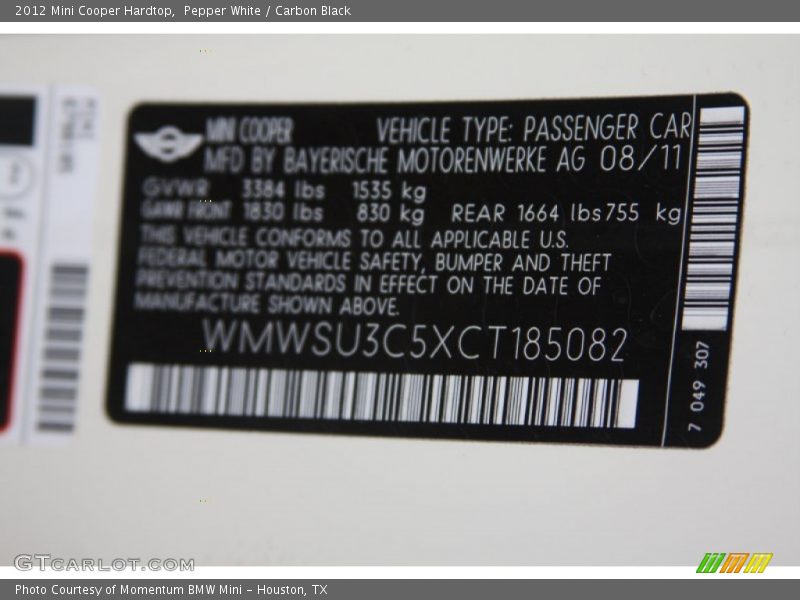 2012 Mini Cooper Hardtop, Pepper White / Carbon Black
MINI COOPER VEHICLE TYPE: PASSENGER CAR
MFD BY BAYERISCHE MOTORENWERKE AG 08/11
GVWR 3384 lbs 1535 kg
GAWR FRONT 1830 lbs 830 kg REAR 1664 lbs 755 kg
THIS VEHICLE CONFORMS TO ALL APPLICABLE U.S.
FEDERAL MOTOR VEHICLE SAFETY, BUMPER AND THEFT
PREVENTION STANDARDS IN EFFECT ON THE DATE OF
MANUFACTURE SHOWN ABOVE.
WMWSU3C5XCT185082
7 049 307
GTCARLOT.COM
Photo Courtesy of Momentum BMW Mini – Houston, TX